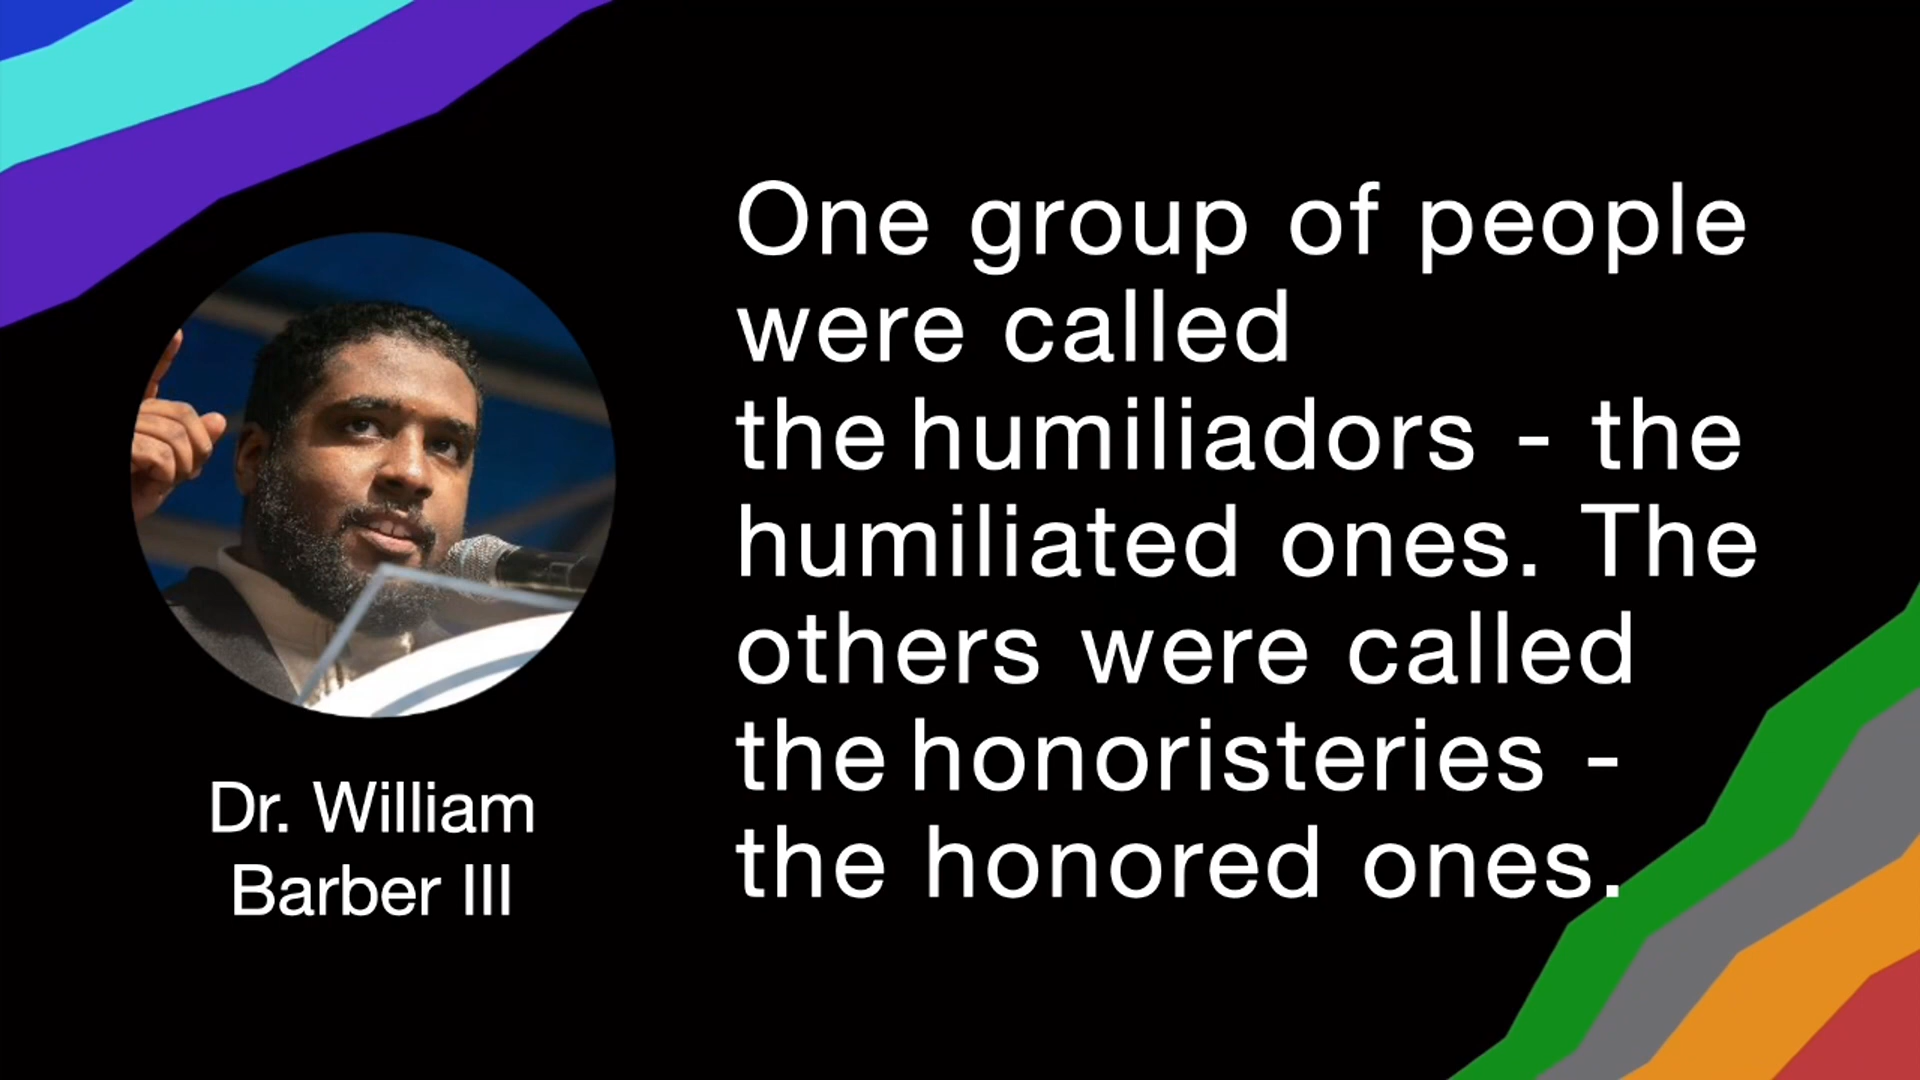 One group of people
were called
the humiliadors - the
humiliated ones. The
others were called
the honoristeries -
the honored ones.
Dr. William
Barber III